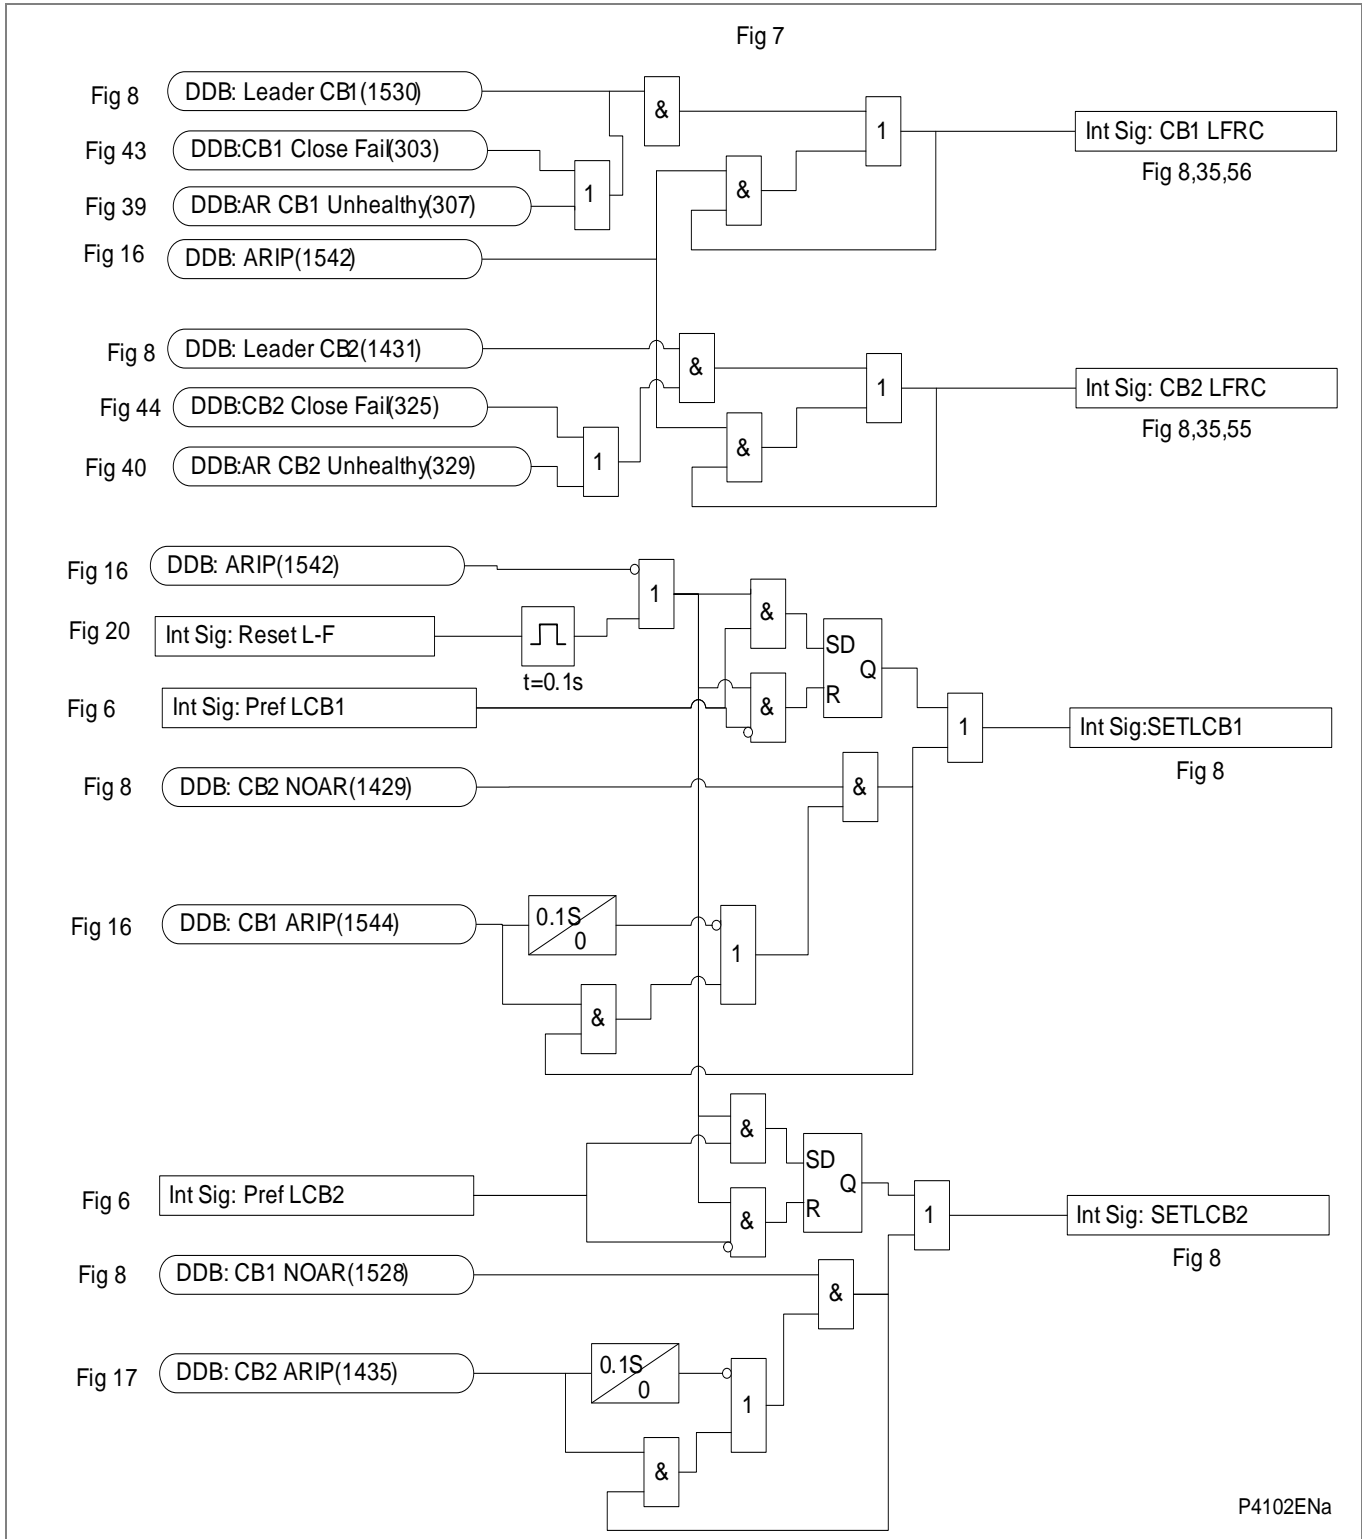 Fig 7
Fig 8
DDB: Leader CB1(1530)
&
1
Int Sig: CB1 LFRC
Fig 8,35,56
Fig 43
DDB:CB1 Close Fail(303)
1
&
Fig 39
DDB:AR CB1 Unhealthy(307)
Fig 16
DDB: ARIP(1542)
Fig 8
DDB: Leader CB2(1431)
&
1
Int Sig: CB2 LFRC
Fig 8,35,55
Fig 44
DDB:CB2 Close Fail(325)
1
&
Fig 40
DDB:AR CB2 Unhealthy(329)
Fig 16
DDB: ARIP(1542)
1
&
Fig 20
Int Sig: Reset L-F
t=0.1s
SD
Q
R
Fig 6
Int Sig: Pref LCB1
&
1
Int Sig:SETLCB1
Fig 8
Fig 8
DDB: CB2 NOAR(1429)
&
Fig 16
DDB: CB1 ARIP(1544)
0.1S
0
1
&
&
SD
Q
R
Fig 6
Int Sig: Pref LCB2
&
1
Int Sig: SETLCB2
Fig 8
Fig 8
DDB: CB1 NOAR(1528)
&
Fig 17
DDB: CB2 ARIP(1435)
0.1S
0
1
&
P4102ENa